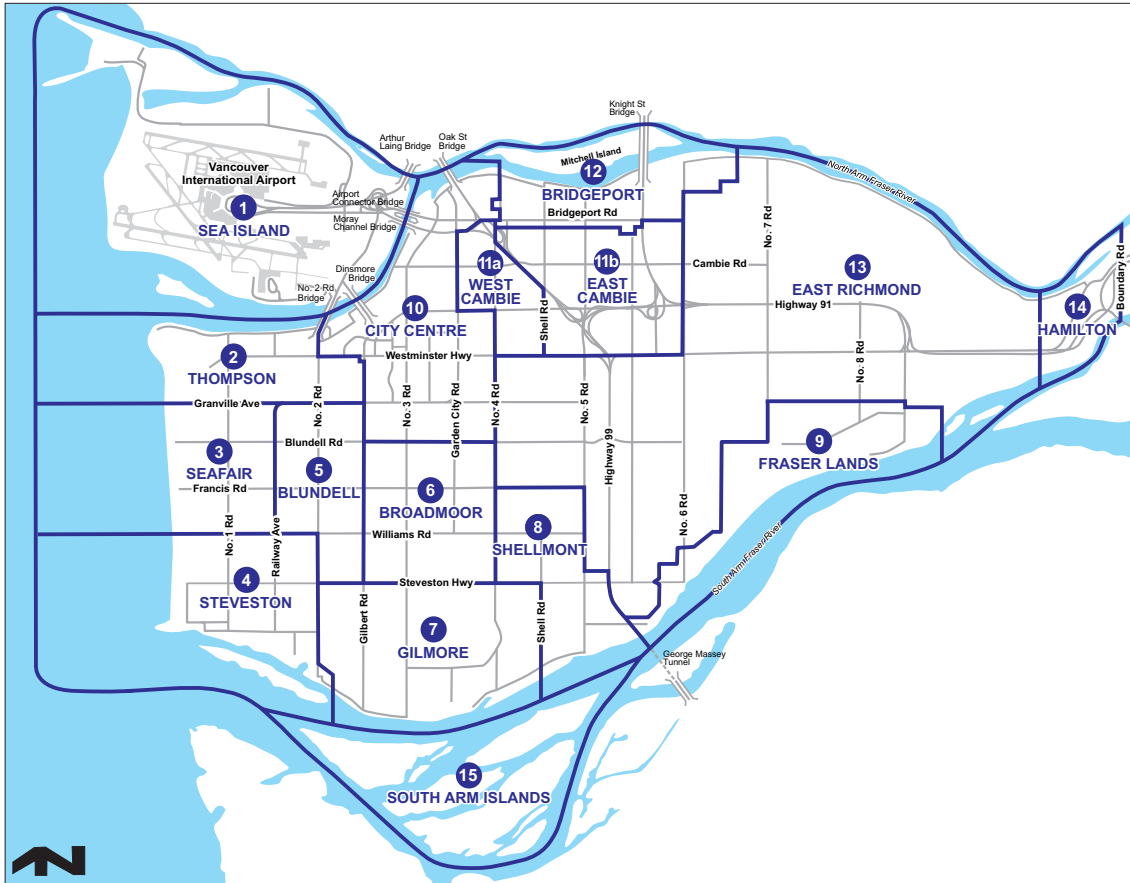 Knight St
Bridge
Arthur
Laing Bridge
Oak St
Bridge
Mitchell Island
12
BRIDGEPORT
Bridgeport Rd
North Arm Fraser River
Vancouver
International Airport
1
SEA ISLAND
Airport
Connector Bridge
Moray
Channel Bridge
No. 7 Rd
Boundary Rd
11a
WEST
CAMBIE
11b
EAST
CAMBIE
Cambie Rd
13
EAST RICHMOND
Highway 91
14
HAMILTON
Dinsmore
Bridge
No. 2 Rd
Bridge
10
CITY CENTRE
Shell Rd
No. 8 Rd
2
THOMPSON
Westminster Hwy
Granville Ave
No. 2 Rd
No. 3 Rd
Garden City Rd
No. 4 Rd
No. 5 Rd
Highway 99
3
SEAFAIR
Blundell Rd
5
BLUNDELL
Francis Rd
6
BROADMOOR
9
FRASER LANDS
No. 1 Rd
Railway Ave
Williams Rd
8
SHELLMONT
No. 6 Rd
South Arm Fraser River
4
STEVESTON
Steveston Hwy
Gilbert Rd
7
GILMORE
Shell Rd
George Massey
Tunnel
15
SOUTH ARM ISLANDS
N